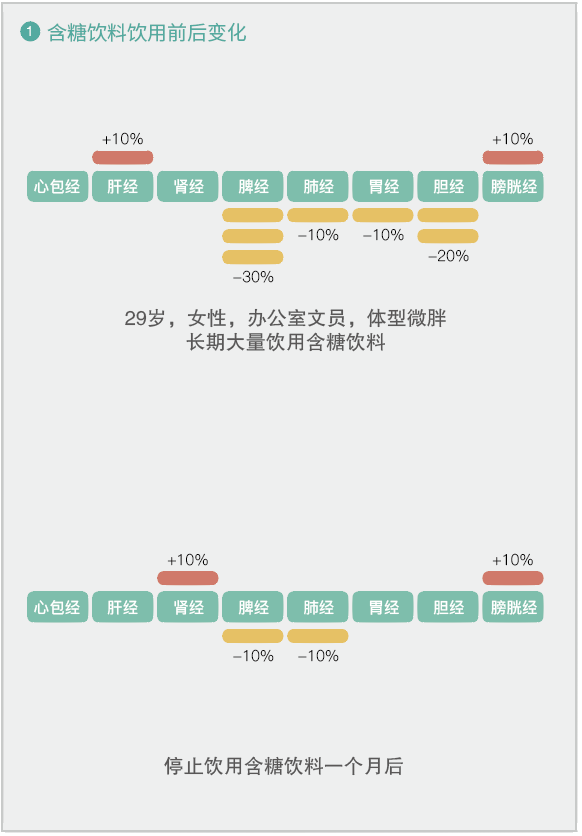 1 含糖饮料饮用前后变化
+10% +10%
心包经 肝经 肾经 脾经 肺经 胃经 胆经 膀胱经
–10% –10%
–20%
–30%
29岁，女性，办公室文员，体型微胖
长期大量饮用含糖饮料
+10% +10%
心包经 肝经 肾经 脾经 肺经 胃经 胆经 膀胱经
–10% –10%
停止饮用含糖饮料一个月后